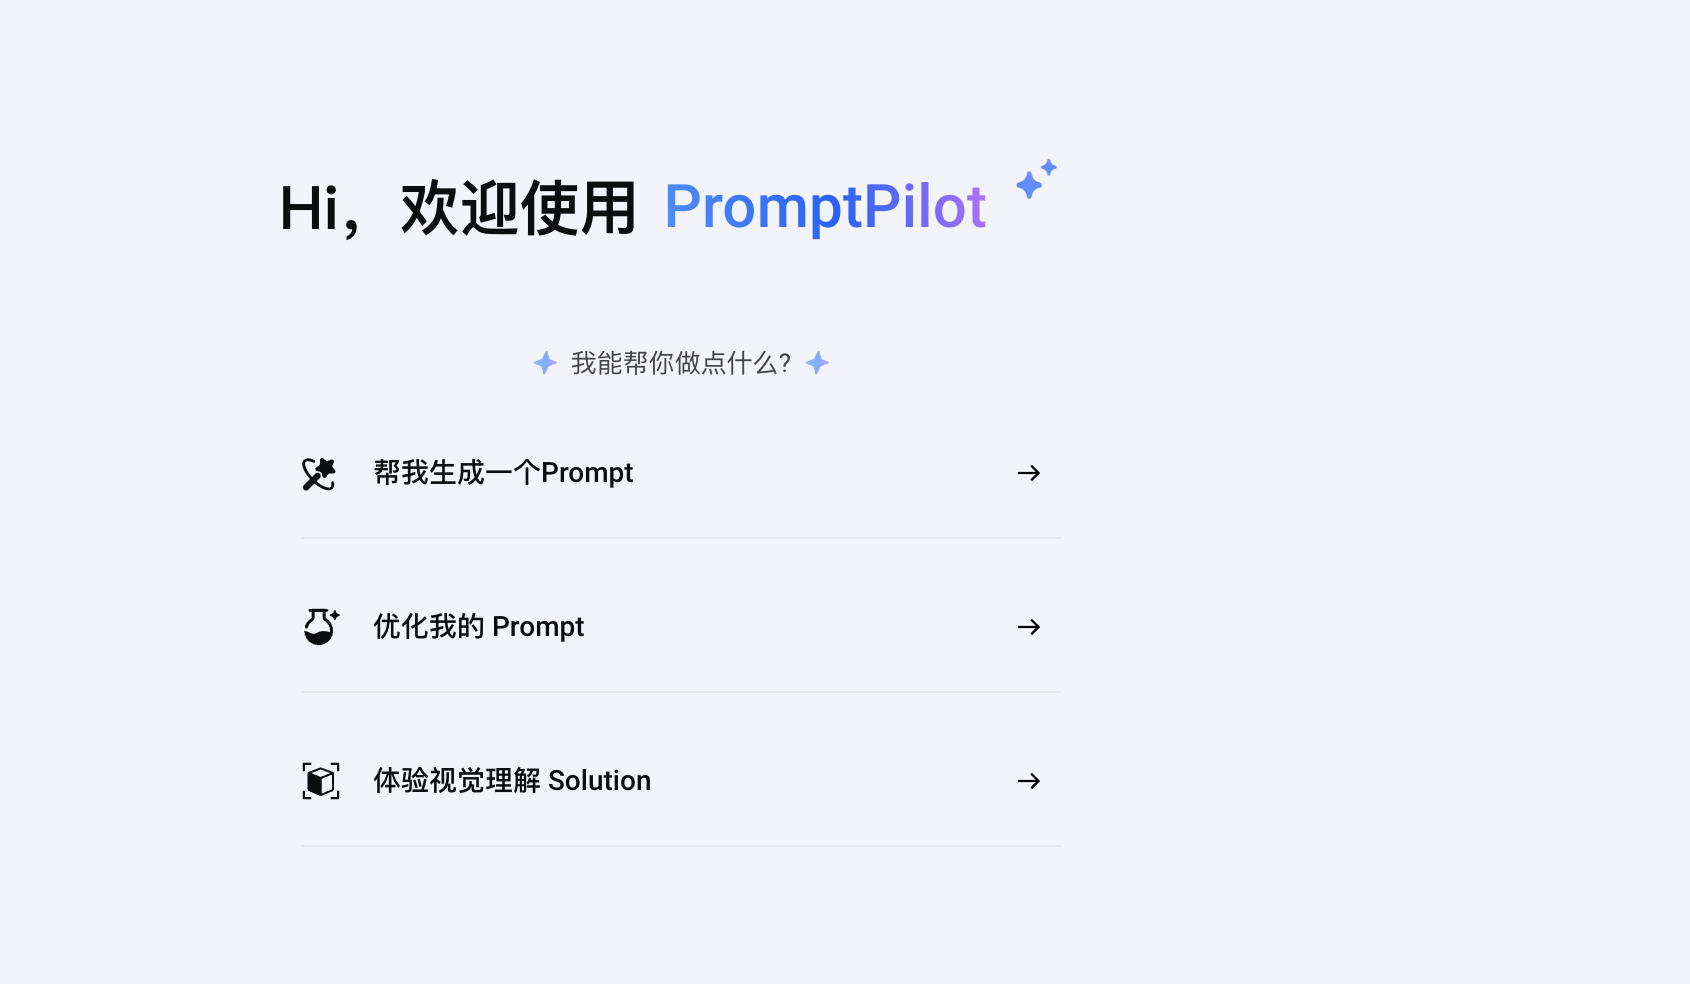 Hi，欢迎使用 PromptPilot
我能帮你做点什么?
帮我生成一个Prompt
优化我的 Prompt
体验视觉理解 Solution